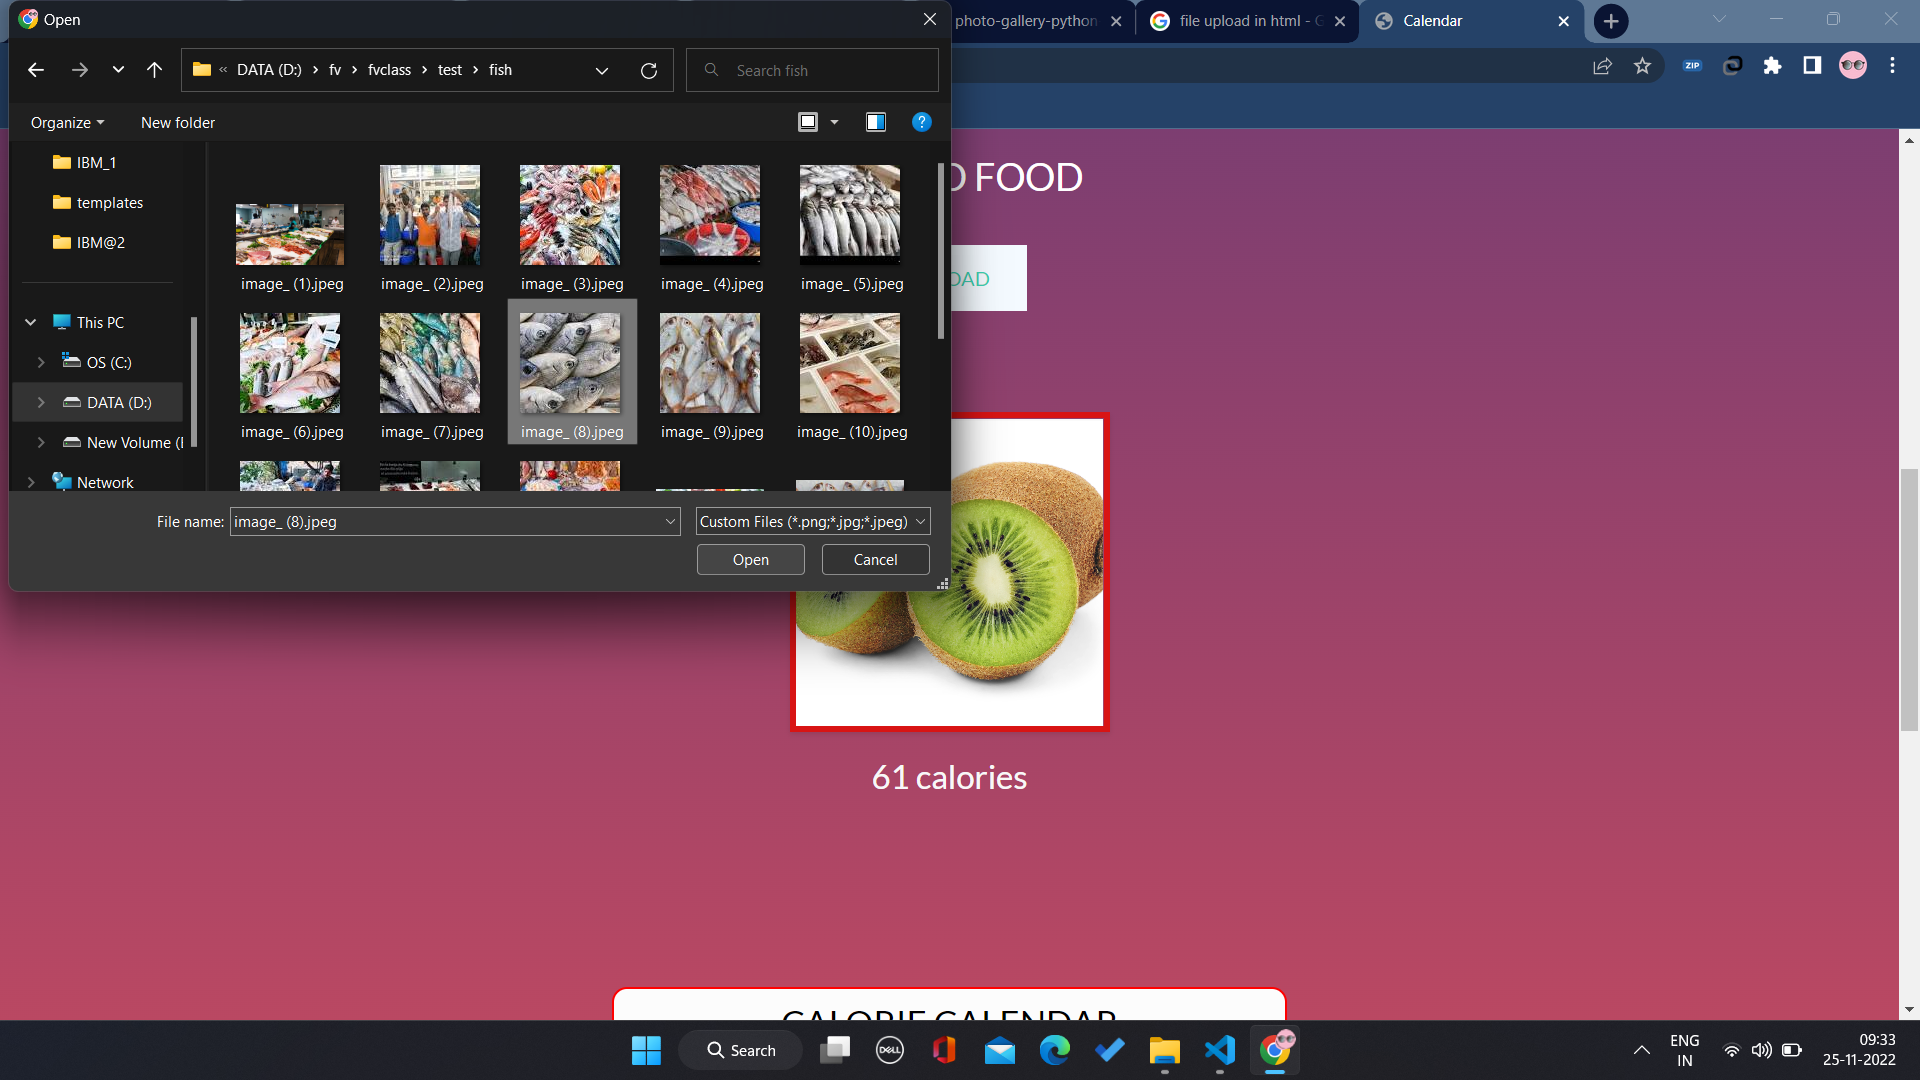 Open
photo-gallery-python
file upload in html - G
Calendar
DATA (D:)
fv
fvclass
test
fish
Search fish
ZIP
Organize
New folder
?
IBM_1
templates
IBM@2
This PC
OS (C:)
DATA (D:)
New Volume (
Network
image_ (1).jpeg
image_ (2).jpeg
image_ (3).jpeg
image_ (4).jpeg
image_ (5).jpeg
image_ (6).jpeg
image_ (7).jpeg
image_ (8).jpeg
image_ (9).jpeg
image_ (10).jpeg
File name:
image_ (8).jpeg
Custom Files (*.png;*.jpg;*.jpeg)
Open
Cancel
D FOOD
OAD
61 calories
CALORIE CALENDAR
Search
DELL
ENG
IN
09:33
25-11-2022